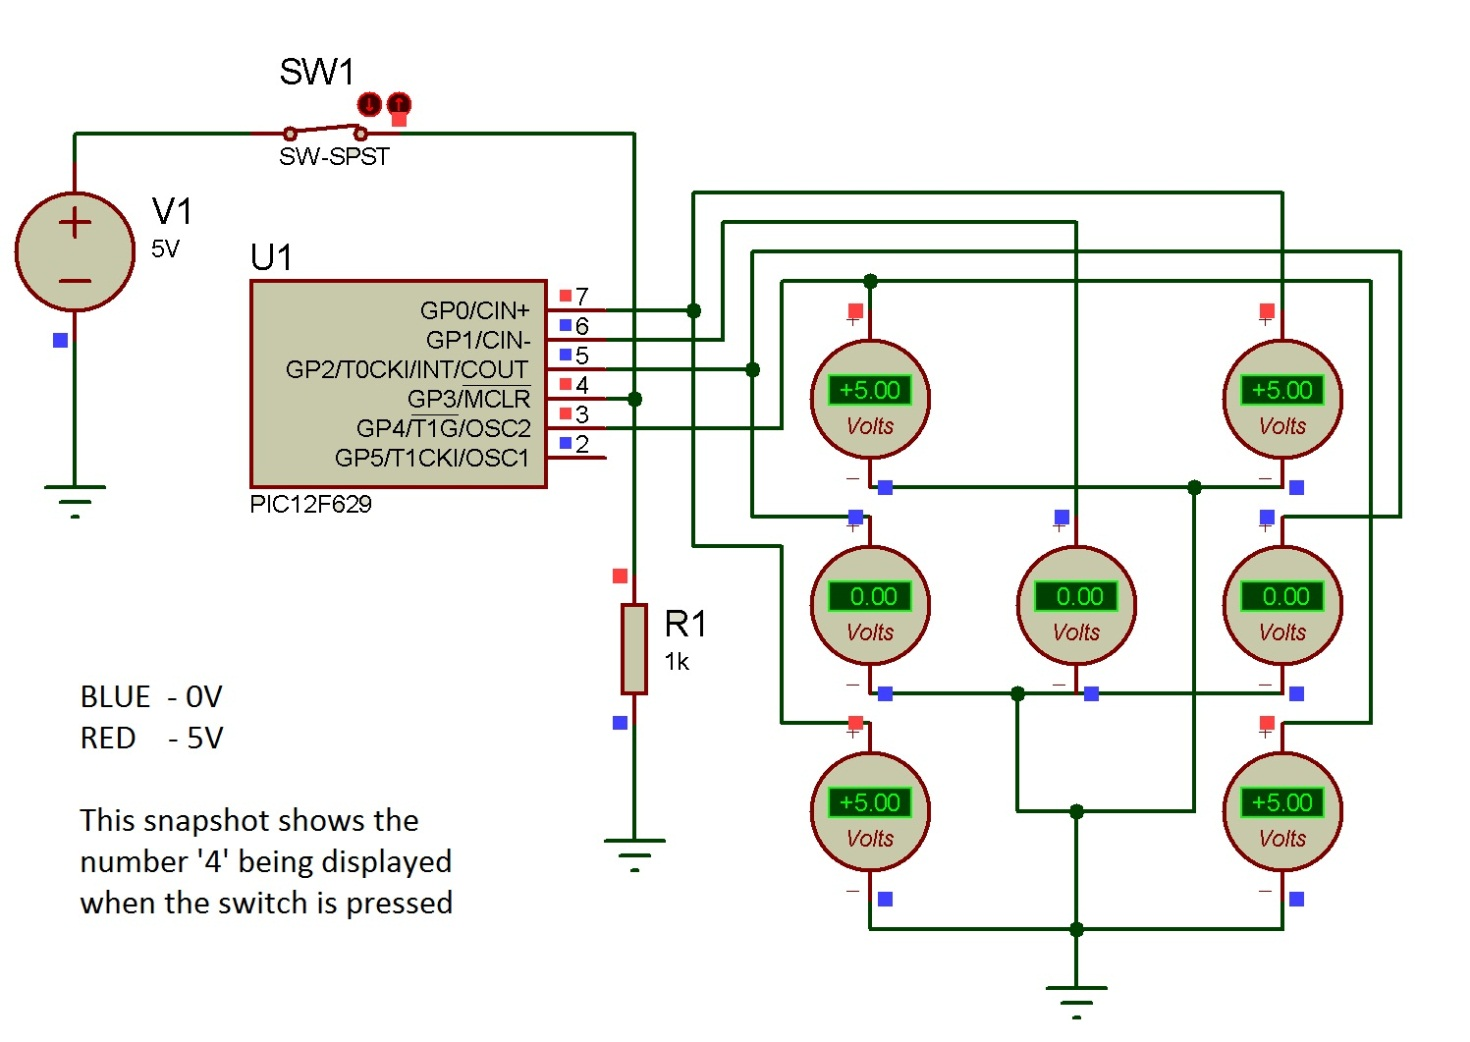 SW1
SW-SPST
V1
5V
U1
GP0/CIN+ 7
GP1/CIN- 6
GP2/T0CKI/INT/COUT 5
GP3/MCLR 4
GP4/T1G/OSC2 3
GP5/T1CKI/OSC1 2
PIC12F629
+5.00
Volts
+5.00
Volts
0.00
Volts
0.00
Volts
0.00
Volts
R1
1k
+5.00
Volts
+5.00
Volts
BLUE - 0V
RED - 5V
This snapshot shows the
number '4' being displayed
when the switch is pressed